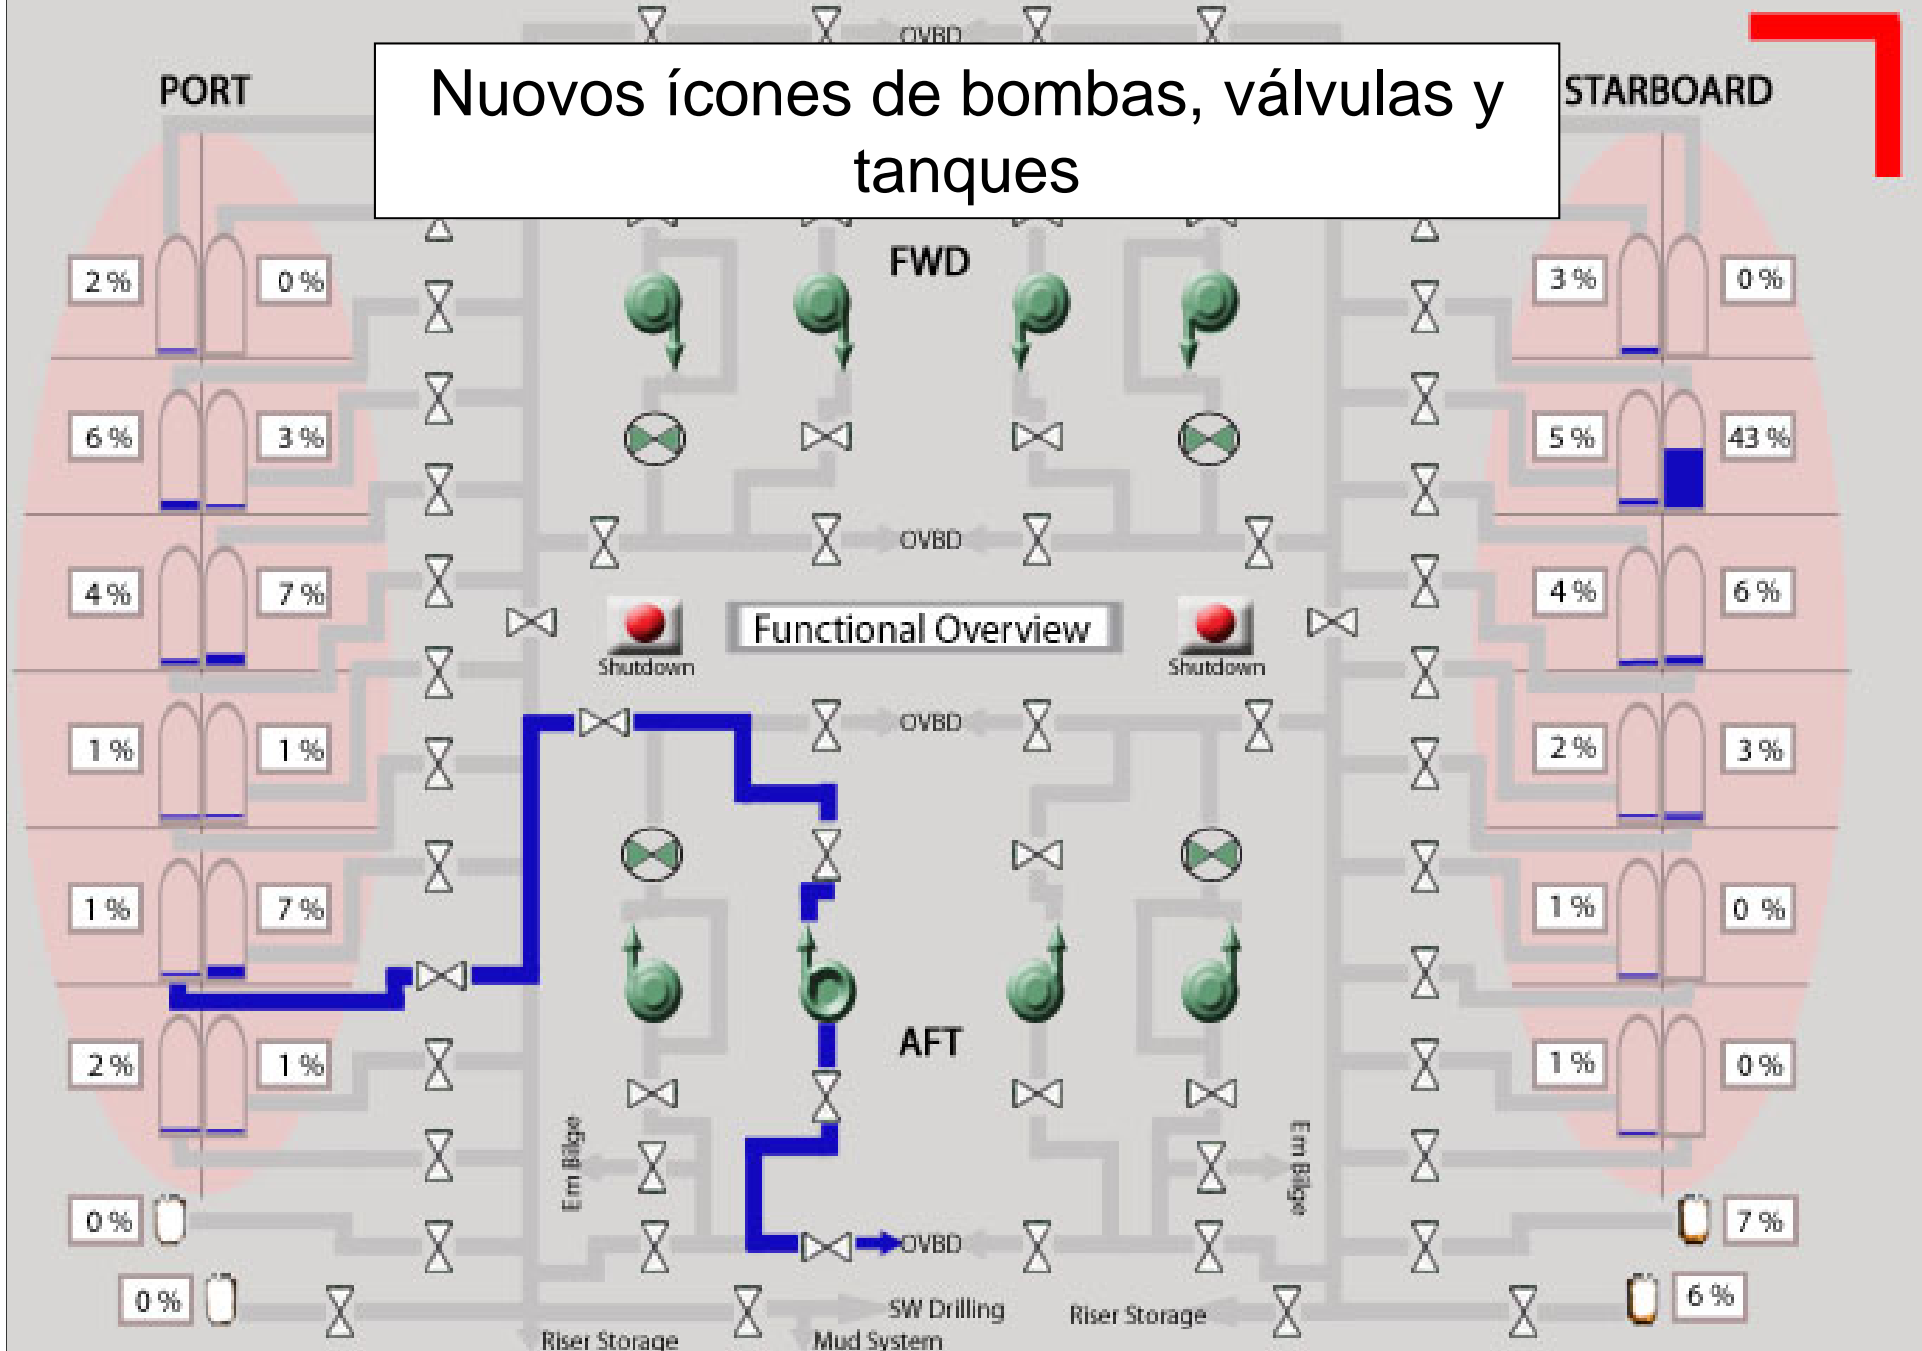 OVBD
PORT
Nuovos ícones de bombas, válvulas y
tanques
STARBOARD
FWD
2 %
0 %
3 %
0 %
6 %
3 %
5 %
43 %
OVBD
4 %
7 %
4 %
6 %
Functional Overview
Shutdown
Shutdown
OVBD
1 %
1 %
2 %
3 %
1 %
7 %
1 %
0 %
AFT
2 %
1 %
1 %
0 %
Em Bilge
Em Bilge
0 %
OVBD
7 %
0 %
SW Drilling
Riser Storage
6 %
Riser Storage
Mud System